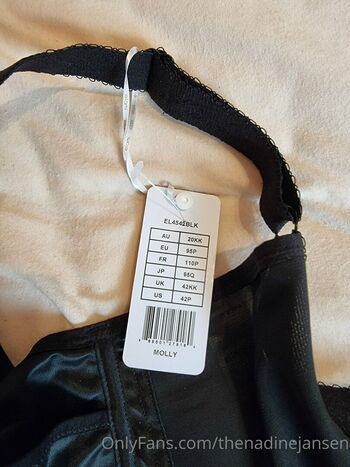 EL4542BLK
AU 20KK
EU 95P
FR 110P
JP 95Q
UK 42KK
US 42P
MOLLY
OnlyFans.com/thenadinejansen